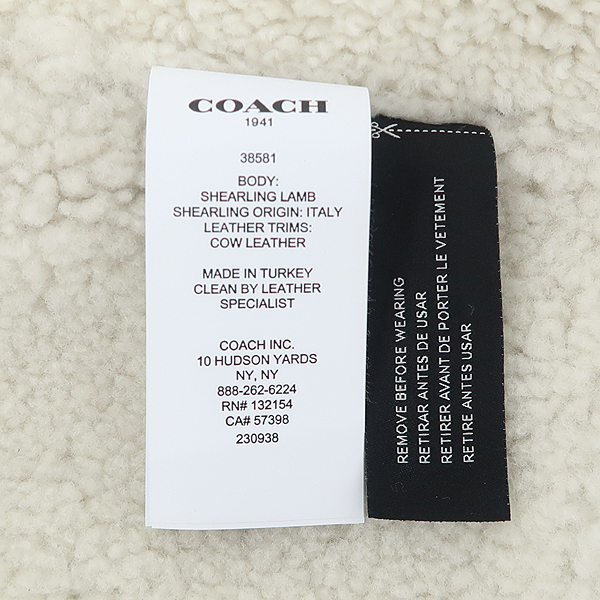 COACH
1941
38581
BODY:
SHEARLING LAMB
SHEARLING ORIGIN: ITALY
LEATHER TRIMS:
COW LEATHER
MADE IN TURKEY
CLEAN BY LEATHER
SPECIALIST
COACH INC.
10 HUDSON YARDS
NY, NY
888-262-6224
RN# 132154
CA# 57398
230938
REMOVE BEFORE WEARING
RETIRAR ANTES DE USAR
RETIRER AVANT DE PORTER LE VETEMENT
RETIRE ANTES USAR